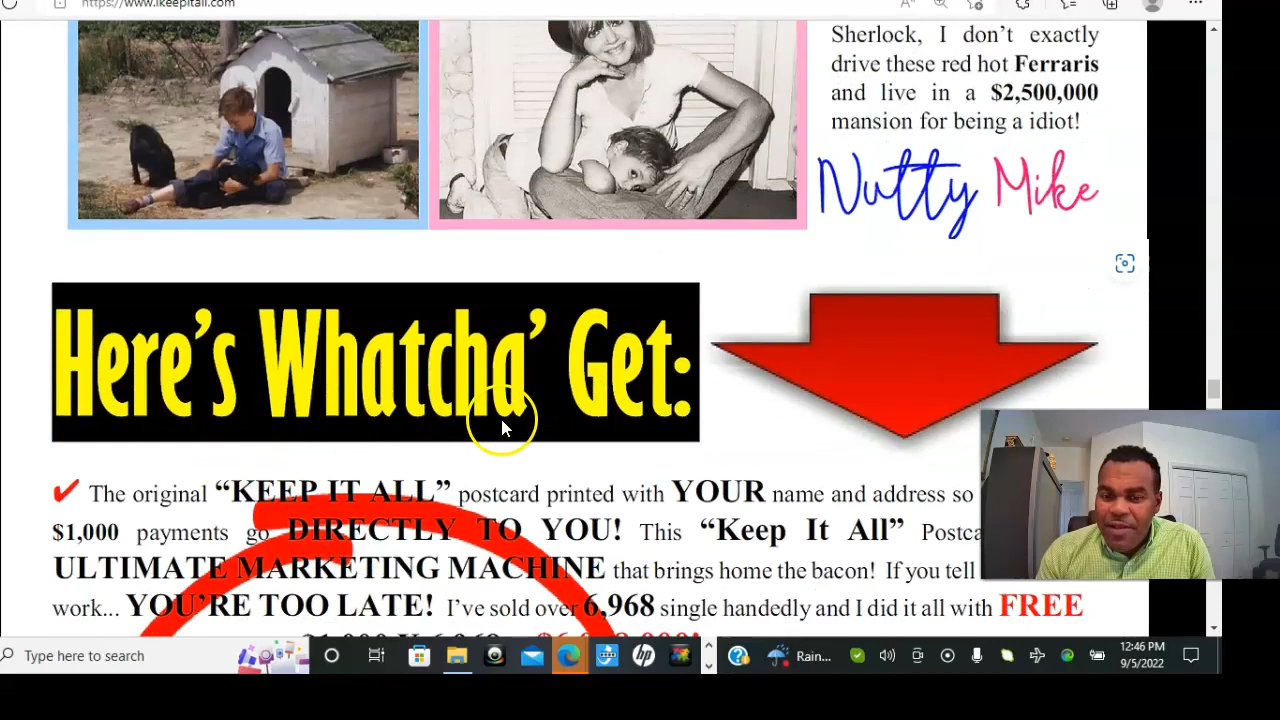 https://www.ikeepitall.com
Sherlock, I don't exactly
drive these red hot Ferraris
and live in a $2,500,000
mansion for being a idiot!
Nutty Mike
Here's Whatcha' Get:
✔ The original “KEEP IT ALL” postcard printed with YOUR name and address so
$1,000 payments go DIRECTLY TO YOU! This “Keep It All”
ULTIMATE MARKETING MACHINE that brings home the bacon! If you tell
work... YOU'RE TOO LATE! I've sold over 6,968 single handedly and I did it all with FREE
Type here to search
Rain...
12:46 PM
9/5/2022